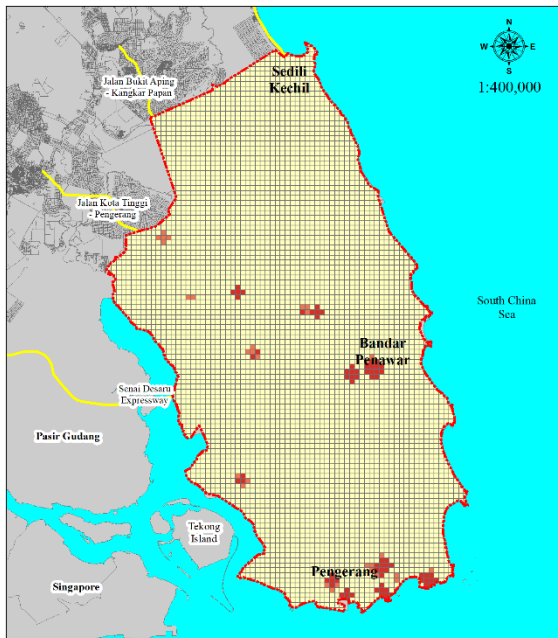 N
W E
S
1:400,000
Sedili
Kechil
Jalan Bukit Aping
- Kangkar Papan
Jalan Kota Tinggi
- Pengerang
South China
Sea
Bandar
Penawar
Senai Desaru
Expressway
Pasir Gudang
Tekong
Island
Pengerang
Singapore